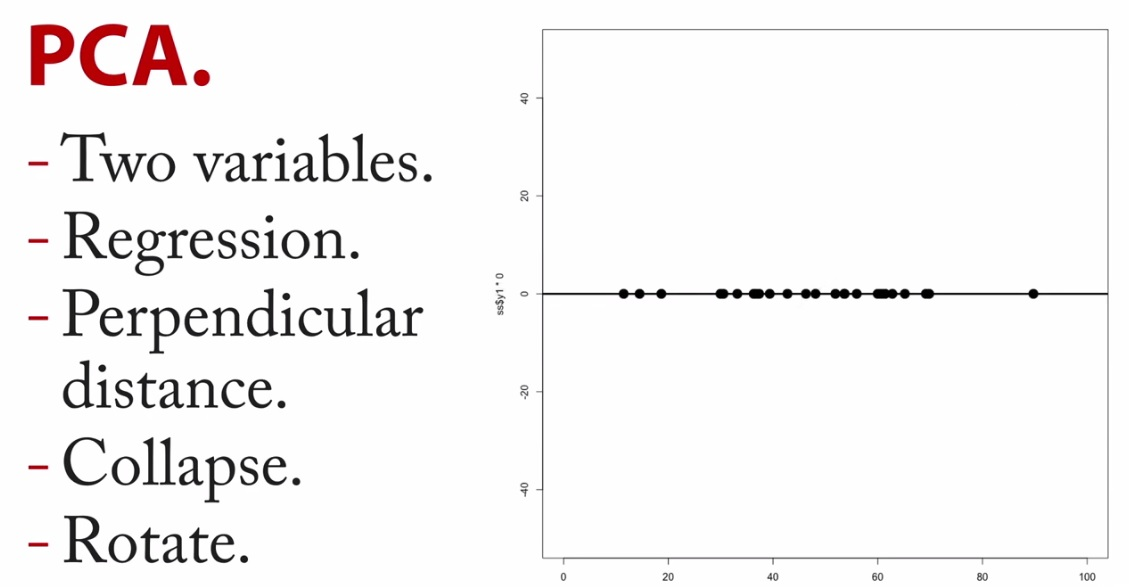 PCA.
– Two variables.
– Regression.
– Perpendicular
distance.
– Collapse.
– Rotate.
ss$y1 * 0
40
20
0
-20
-40
0 20 40 60 80 100